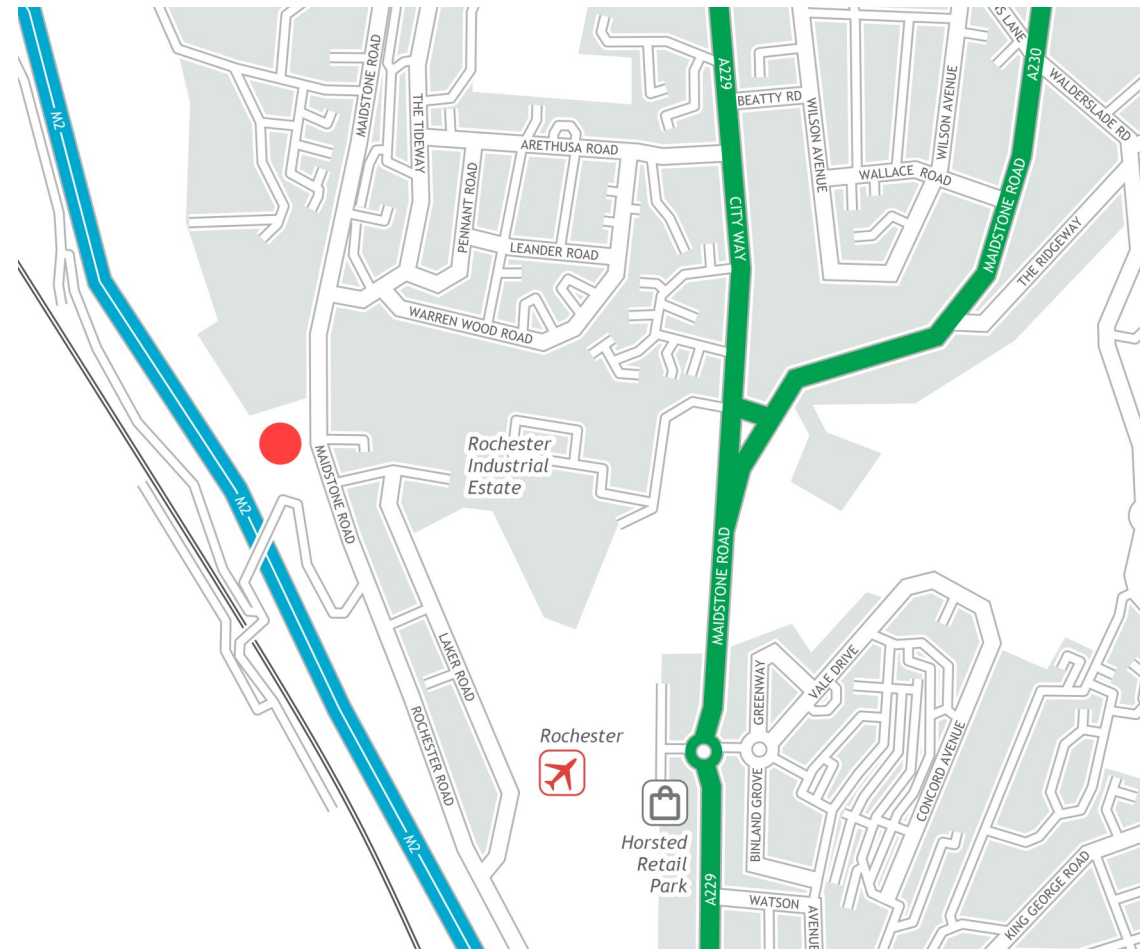 M2
MAIDSTONE ROAD
THE TIDEWAY
ARETHUSA ROAD
PENNANT ROAD
LEANDER ROAD
WARREN WOOD ROAD
A229
BEATTY RD
WILSON AVENUE
WILSON AVENUE
WALLACE ROAD
LANE
A230
WALDERSLADE RD
CITY WAY
MAIDSTONE ROAD
THE RIDGEWAY
Rochester
Industrial
Estate
MAIDSTONE ROAD
M2
MAIDSTONE ROAD
LAKER ROAD
ROCHESTER ROAD
Rochester
GREENWAY
VALE DRIVE
CONCORD AVENUE
BINLAND GROVE
Horsted
Retail
Park
M2
A229
WATSON
AVENUE
KING GEORGE ROAD